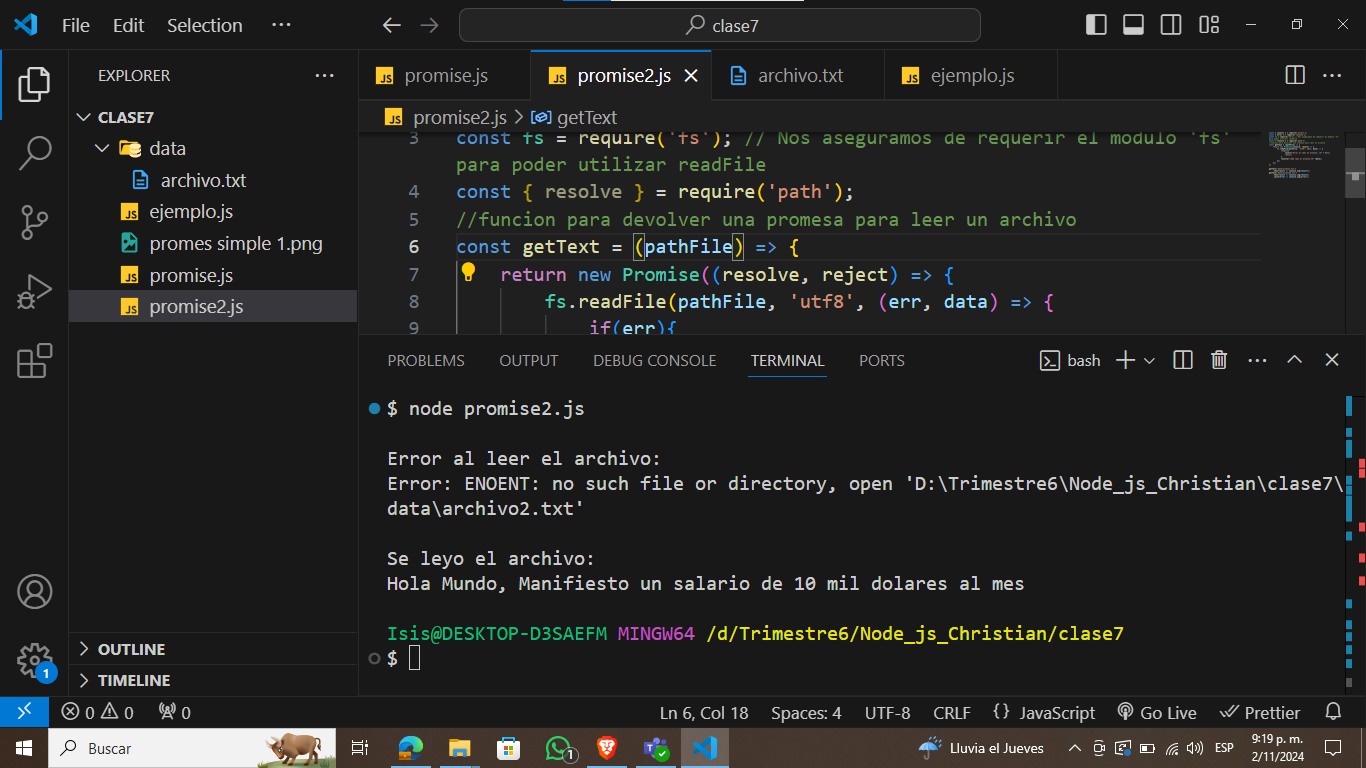 File Edit Selection ··· clase7
EXPLORER ···
CLASE7
data
archivo.txt
ejemplo.js
promes simple 1.png
promise.js
promise2.js
OUTLINE
TIMELINE
promise.js promise2.js archivo.txt ejemplo.js ···
promise2.js > getText
3 const fs = require('fs'); // Nos aseguramos de requerir el modulo 'fs'
para poder utilizar readFile
4 const { resolve } = require('path');
5 //funcion para devolver una promesa para leer un archivo
6 const getText = (pathFile) => {
7 return new Promise((resolve, reject) => {
8 fs.readFile(pathFile, 'utf8', (err, data) => {
9 if(err){
PROBLEMS OUTPUT DEBUG CONSOLE TERMINAL PORTS bash ···
$ node promise2.js
Error al leer el archivo:
Error: ENOENT: no such file or directory, open 'D:\Trimestre6\Node_js_Christian\clase7\
data\archivo2.txt'
Se leyo el archivo:
Hola Mundo, Manifiesto un salario de 10 mil dolares al mes
Isis@DESKTOP-D3SAEFM MINGW64 /d/Trimestre6/Node_js_Christian/clase7
$
1
0 0 0 Ln 6, Col 18 Spaces: 4 UTF-8 CRLF {} JavaScript Go Live Prettier
Buscar 1 Lluvia el Jueves ESP 9:19 p. m.
2/11/2024